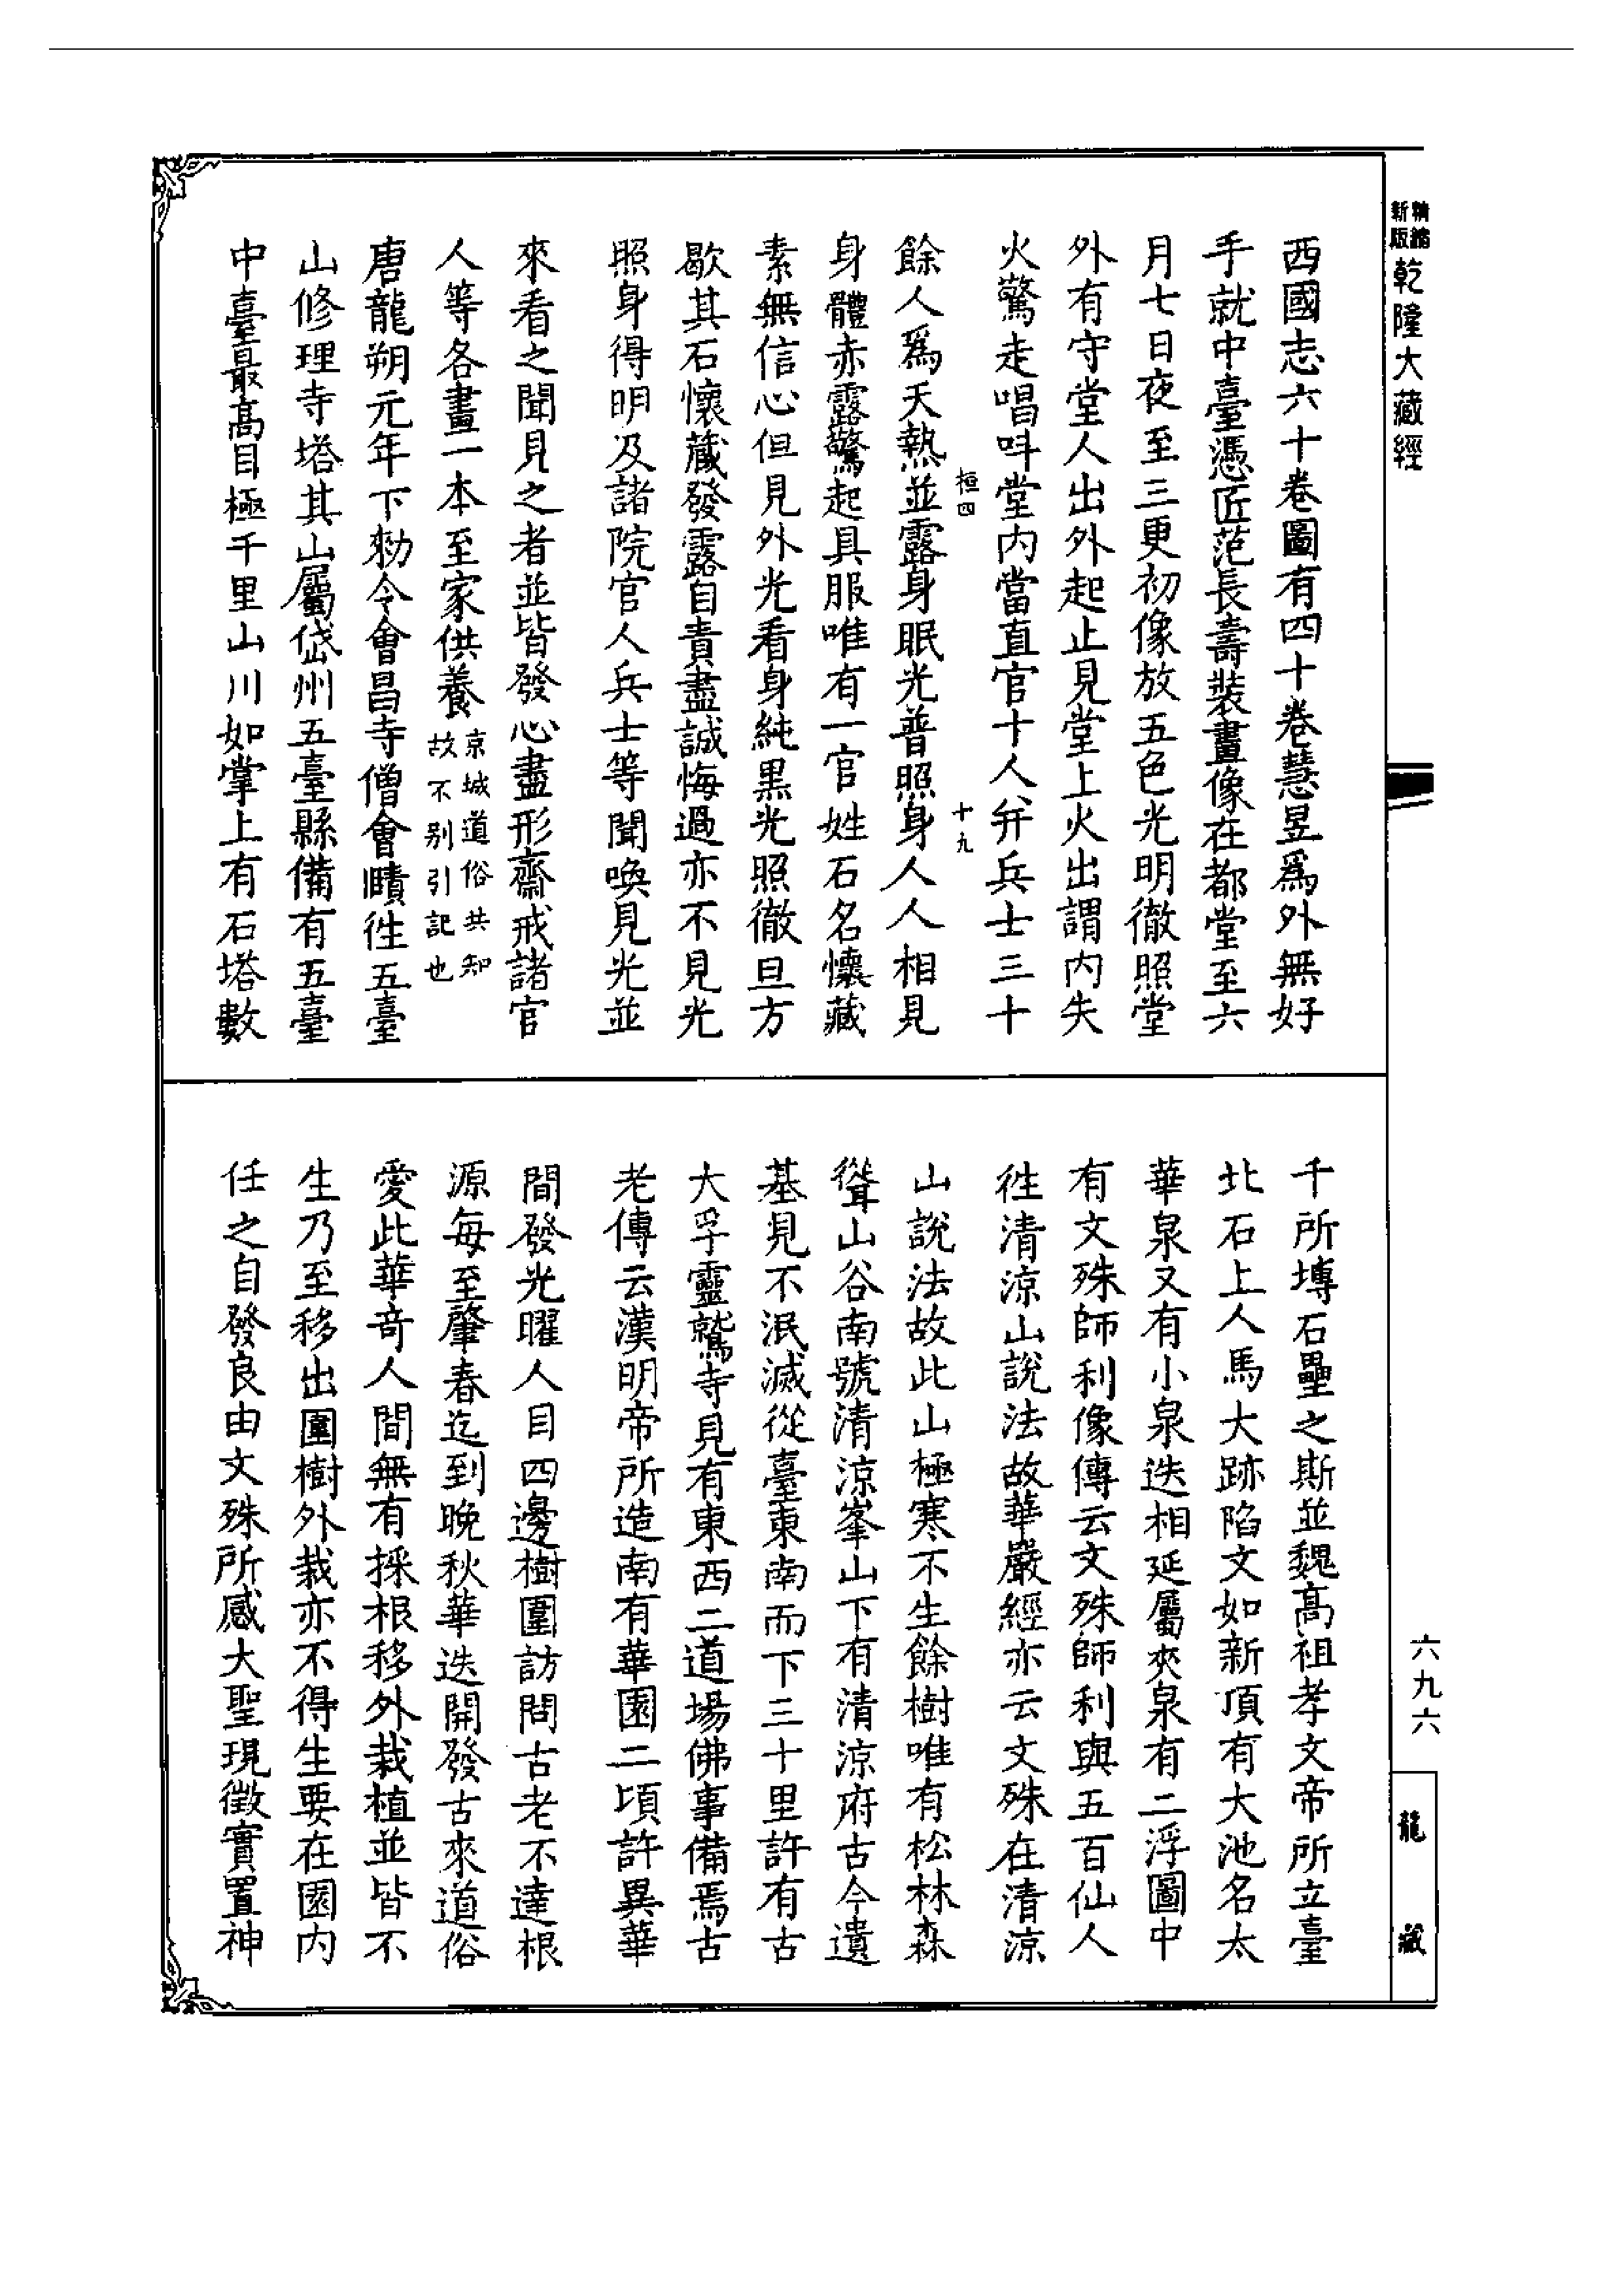 精縮
新版
乾隆大藏經
西國志六十卷圖有四十卷慧昱爲外無好
手就中臺憑匠范長壽裝畫像在都堂至六
月七日夜至三更初像放五色光明徹照堂
外有守堂人出外起止見堂上火出謂内失
火驚走唱呌堂内當直官十人并兵士三十
桓四
十九
餘人爲天熱並露身眠光普照身人人相見
身體赤露驚起具服唯有一官姓石名懷藏
素無信心但見外光看身純黒光照徹旦方
歇其石懷藏發露自責盡誠悔過亦不見光
照身得明及諸院官人兵士等聞喚見光並
來看之聞見之者並皆發心盡形齋戒諸官
人等各畫一本至家供養京城道俗共知
故不别引記也
唐龍朔元年下勑令會昌寺僧會賾徃五臺
山修理寺塔其山屬岱州五臺縣備有五臺
中臺最高目極千里山川如掌上有石塔數
千所塼石壘之斯並魏高祖孝文帝所立臺
北石上人馬大跡陷文如新頂有大池名太
華泉又有小泉迭相延屬夾泉有二浮圖中
有文殊師利像傳云文殊師利與五百仙人
徃清涼山說法故華嚴經亦云文殊在清涼
山說法故此山極寒不生餘樹唯有松林森
聳山谷南號清涼峯山下有清涼府古今遺
基見不泯滅從臺東南而下三十里許有古
大孚靈鷲寺見有東西二道場佛事備焉古
老傳云漢明帝所造南有華園二頃許異華
間發光曜人目四邊樹圍訪問古老不達根
源每至肇春迄到晚秋華迭開發古來道俗
愛此華竒人間無有採根移外栽植並皆不
生乃至移出圍樹外栽亦不得生要在園内
任之自發良由文殊所感大聖現徵實置神
六九六
龍藏